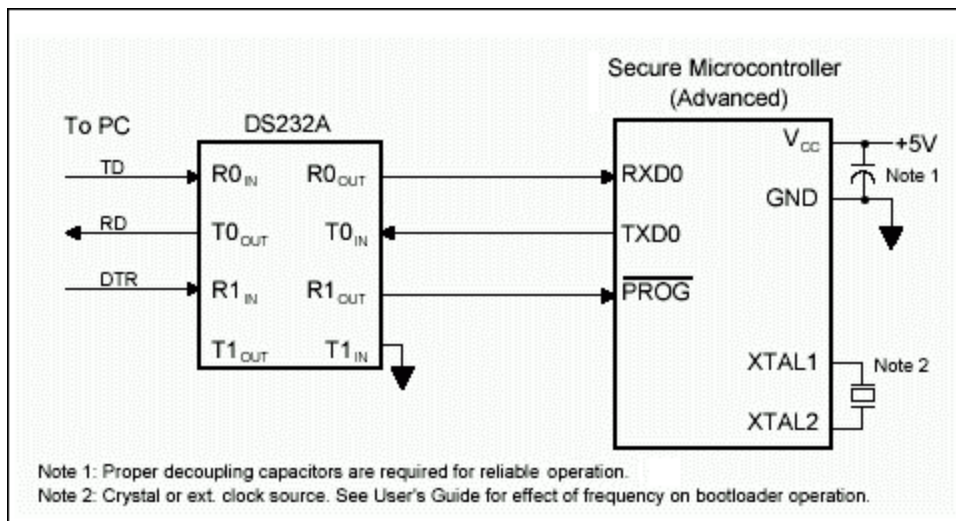 Secure Microcontroller
(Advanced)
To PC
DS232A
TD
RD
DTR
R0IN
R0OUT
T0OUT
T0IN
R1IN
R1OUT
T1OUT
T1IN
RXD0
TXD0
PROG
VCC
+5V
Note 1
GND
XTAL1
Note 2
XTAL2
Note 1: Proper decoupling capacitors are required for reliable operation.
Note 2: Crystal or ext. clock source. See User's Guide for effect of frequency on bootloader operation.